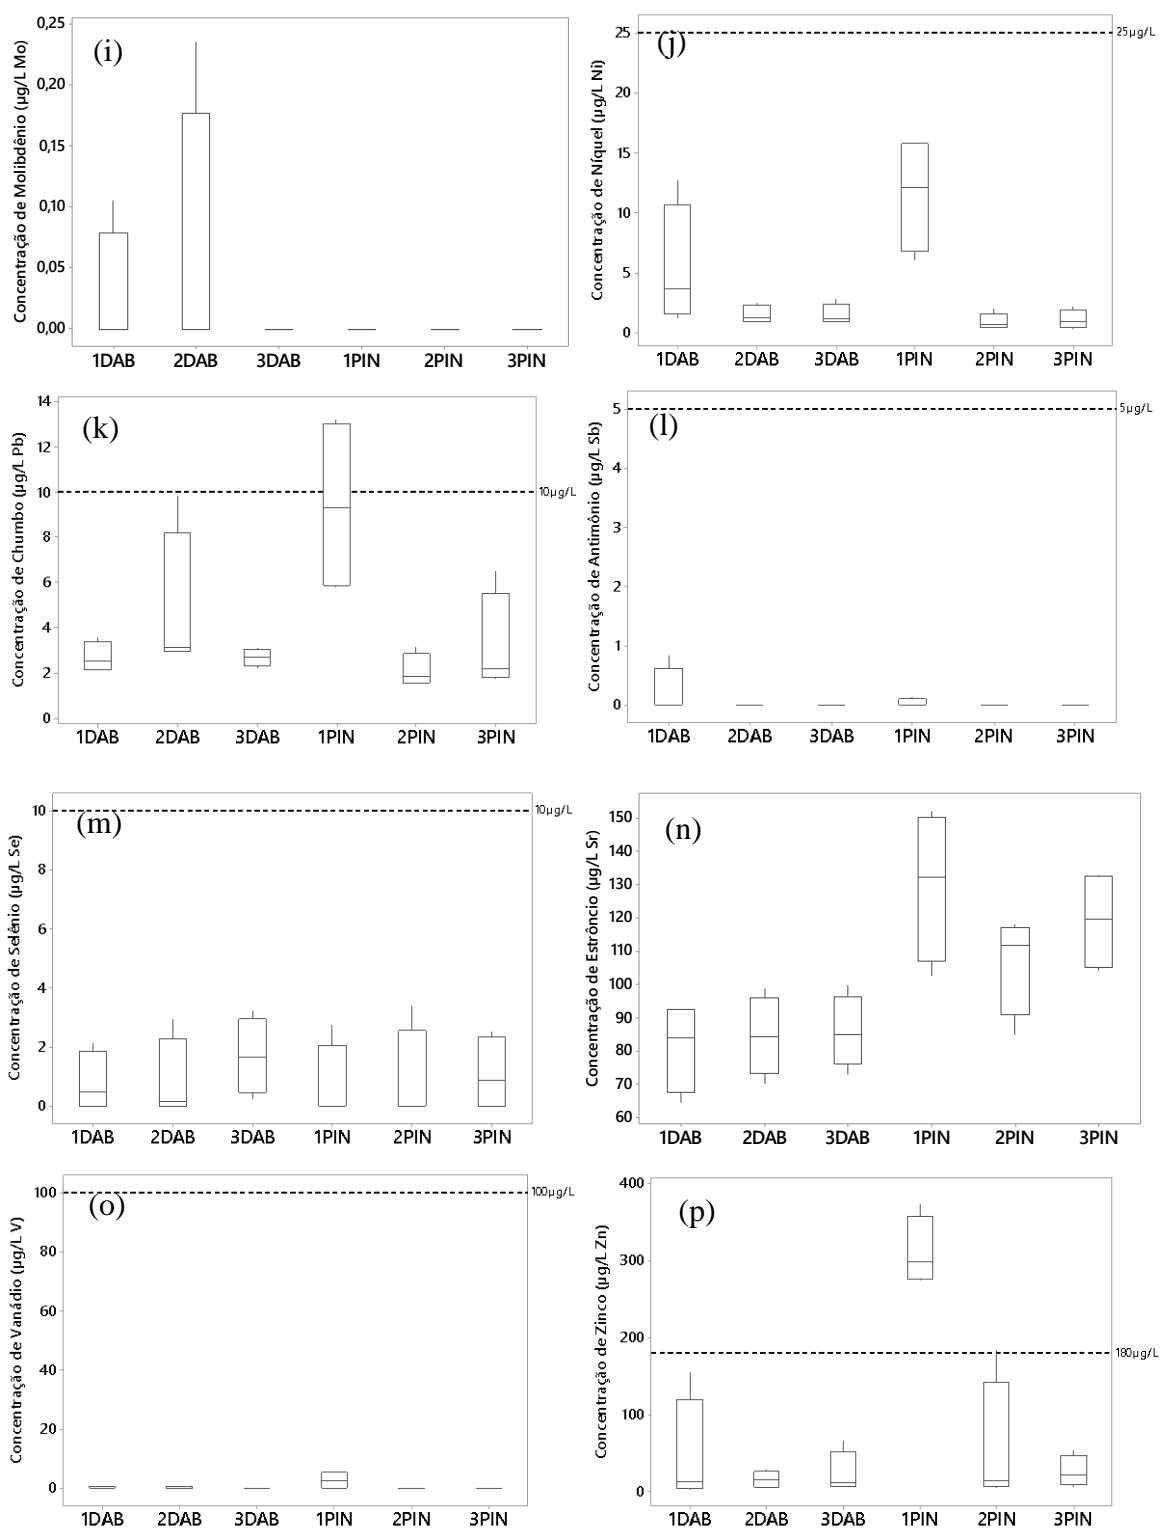 Concentração de Molibdênio (µg/L Mo)
(i)
0,25
0,20
0,15
0,10
0,05
0,00
1DAB 2DAB 3DAB 1PIN 2PIN 3PIN
Concentração de Níquel (µg/L Ni)
(j)
25
20
15
10
5
0
25µg/L
1DAB 2DAB 3DAB 1PIN 2PIN 3PIN
Concentração de Chumbo (µg/L Pb)
(k)
14
12
10
8
6
4
2
0
10µg/L
1DAB 2DAB 3DAB 1PIN 2PIN 3PIN
Concentração de Antimônio (µg/L Sb)
(l)
5
4
3
2
1
0
5µg/L
1DAB 2DAB 3DAB 1PIN 2PIN 3PIN
Concentração de Selênio (µg/L Se)
(m)
10
8
6
4
2
0
10µg/L
1DAB 2DAB 3DAB 1PIN 2PIN 3PIN
Concentração de Estrôncio (µg/L Sr)
(n)
150
140
130
120
110
100
90
80
70
60
1DAB 2DAB 3DAB 1PIN 2PIN 3PIN
Concentração de Vanádio (µg/L V)
(o)
100
80
60
40
20
0
100µg/L
1DAB 2DAB 3DAB 1PIN 2PIN 3PIN
Concentração de Zinco (µg/L Zn)
(p)
400
300
200
100
0
180µg/L
1DAB 2DAB 3DAB 1PIN 2PIN 3PIN